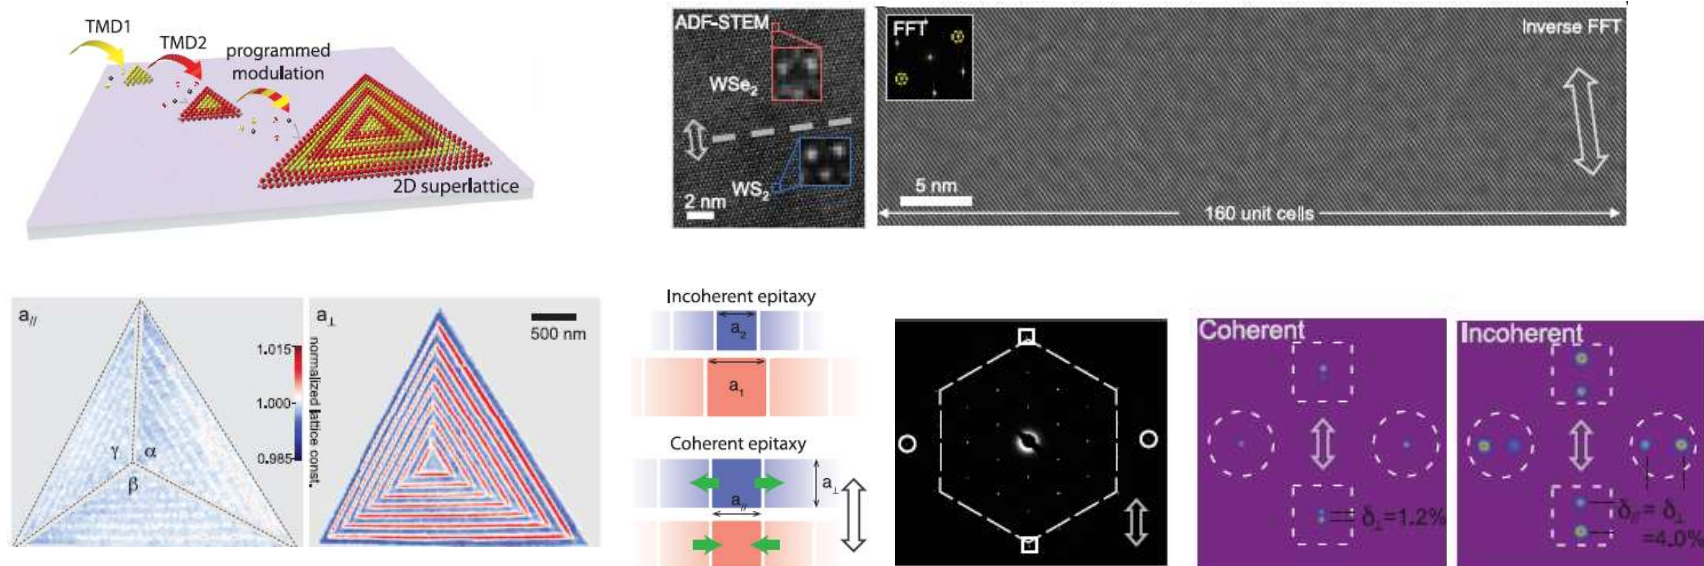 TMD1
TMD2
programmed
modulation
2D superlattice
ADF-STEM
WSe₂
WS₂
2 nm
FFT
Inverse FFT
5 nm
160 unit cells
a//
γ
α
β
1.015
1.000
0.985
normalized lattice const.
a⊥
500 nm
Incoherent epitaxy
a₂
a₁
Coherent epitaxy
a⊥
a//
Coherent
δ⊥=1.2%
Incoherent
δ// = δ⊥
=4.0%